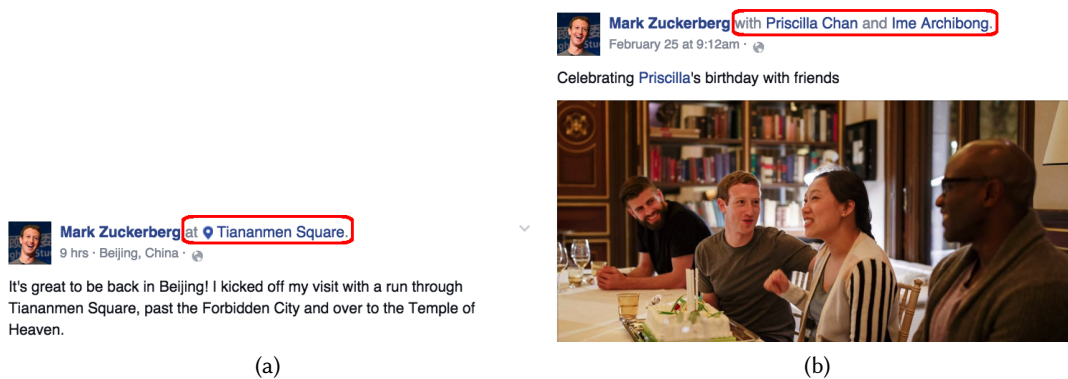 Mark Zuckerberg at Tiananmen Square.
9 hrs · Beijing, China ·
It's great to be back in Beijing! I kicked off my visit with a run through
Tiananmen Square, past the Forbidden City and over to the Temple of
Heaven.
(a)
Mark Zuckerberg with Priscilla Chan and Ime Archibong.
February 25 at 9:12am ·
Celebrating Priscilla's birthday with friends
(b)